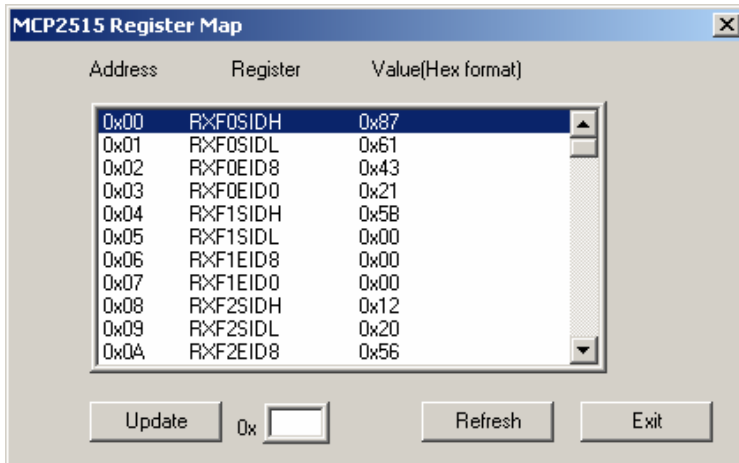 MCP2515 Register Map
Address Register Value(Hex format)
0x00 RXF0SIDH 0x87
0x01 RXF0SIDL 0x61
0x02 RXF0EID8 0x43
0x03 RXF0EID0 0x21
0x04 RXF1SIDH 0x5B
0x05 RXF1SIDL 0x00
0x06 RXF1EID8 0x00
0x07 RXF1EID0 0x00
0x08 RXF2SIDH 0x12
0x09 RXF2SIDL 0x20
0x0A RXF2EID8 0x56
Update 0x Refresh Exit